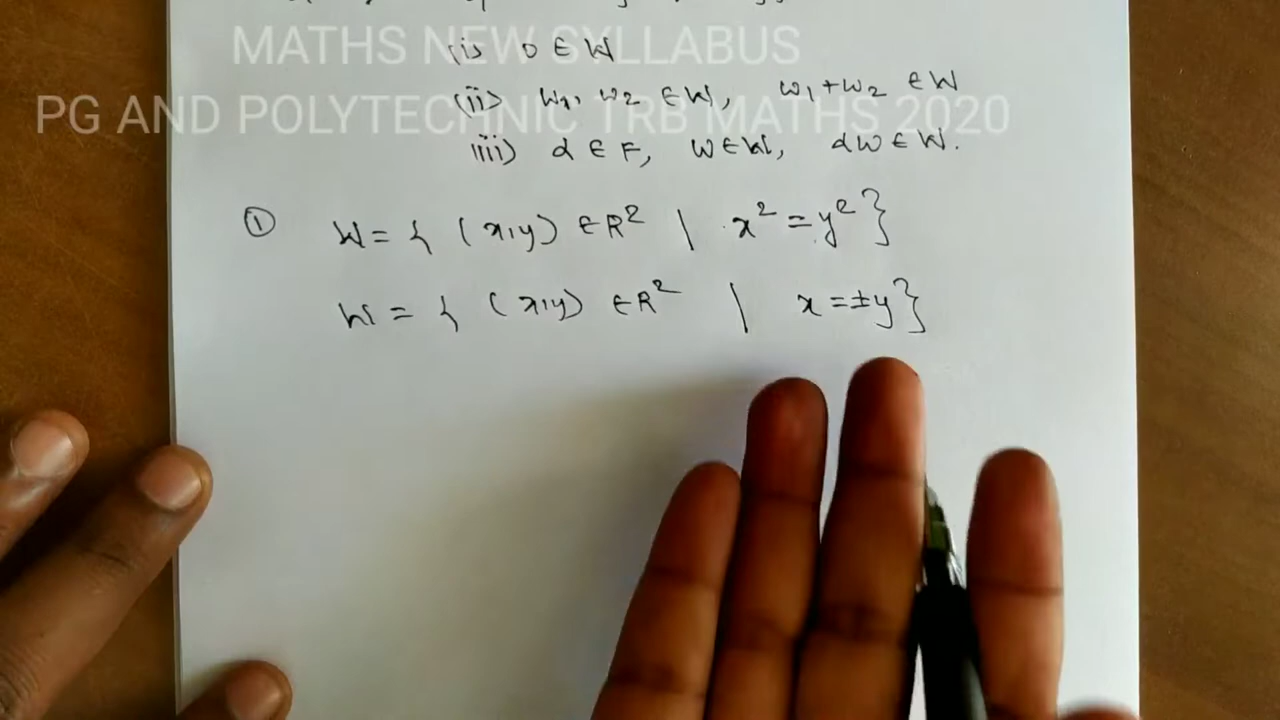 MATHS NEW SYLLABUS
PG AND POLYTECHNIC TRB MATHS 2020
(i) 0 ∈ W
(ii) w1, w2 ∈ W, w1+w2 ∈ W
iii) α ∈ F, w ∈ W, αw ∈ W.
① W = { (x,y) ∈ R² | x² = y² }
W = { (x,y) ∈ R² | x = ±y }